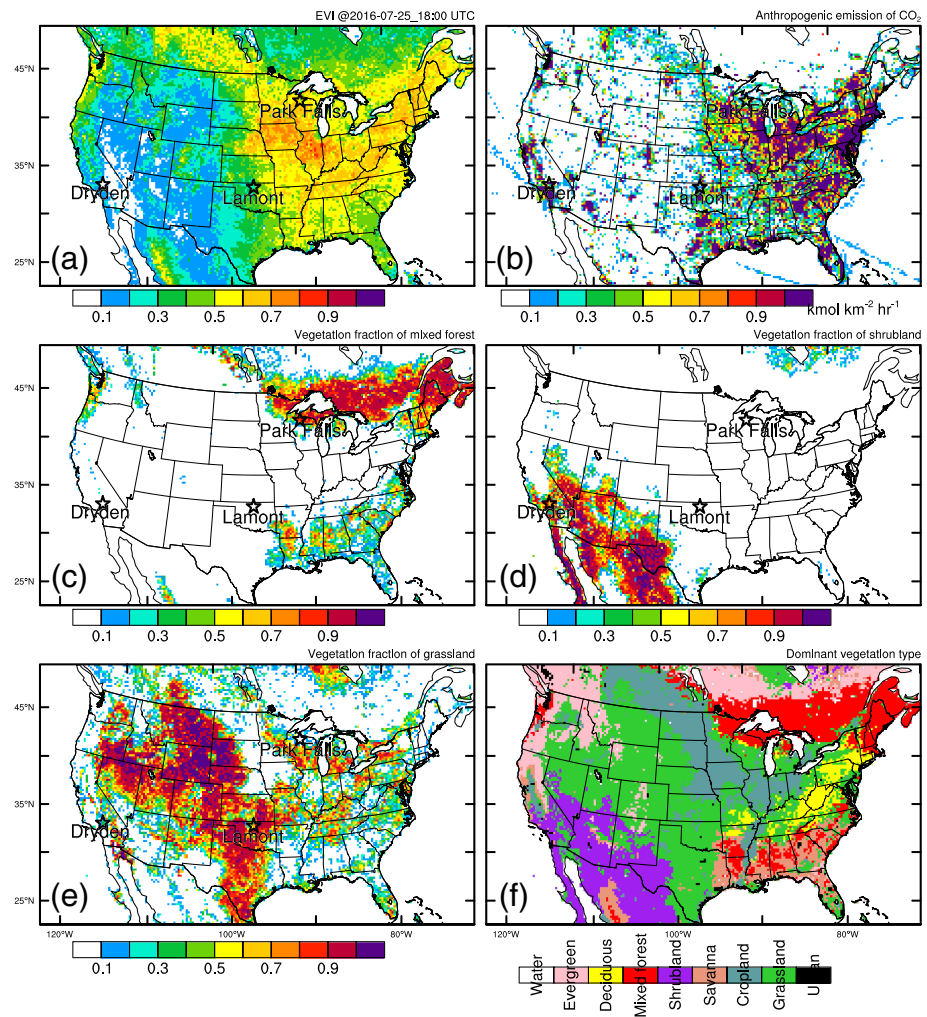 EVI @2016-07-25_18:00 UTC
Anthropogenic emission of CO₂
45°N
35°N
25°N
Park Falls
Dryden
Lamont
(a)
Park Falls
Dryden
Lamont
(b)
0.1 0.3 0.5 0.7 0.9
0.1 0.3 0.5 0.7 0.9 kmol km⁻² hr⁻¹
Vegetation fraction of mixed forest
Vegetation fraction of shrubland
45°N
35°N
25°N
Park Falls
Dryden
Lamont
(c)
Park Falls
Dryden
Lamont
(d)
0.1 0.3 0.5 0.7 0.9
0.1 0.3 0.5 0.7 0.9
Vegetation fraction of grassland
Dominant vegetation type
45°N
35°N
25°N
Park Falls
Dryden
Lamont
(e)
(f)
120°W 100°W 80°W
120°W 100°W 80°W
0.1 0.3 0.5 0.7 0.9
Water
Evergreen
Deciduous
Mixed forest
Shrubland
Savanna
Cropland
Grassland